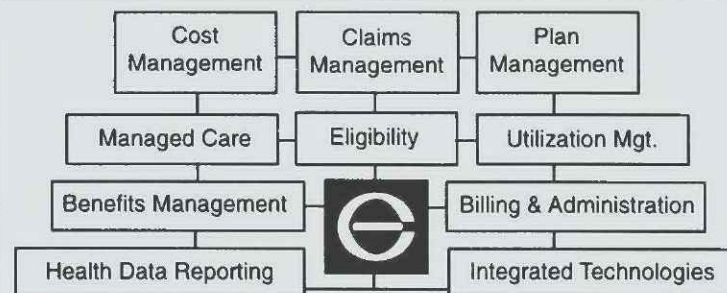 Cost
Management
Claims
Management
Plan
Management
Managed Care
Eligibility
Utilization Mgt.
Benefits Management
Billing & Administration
Health Data Reporting
Integrated Technologies